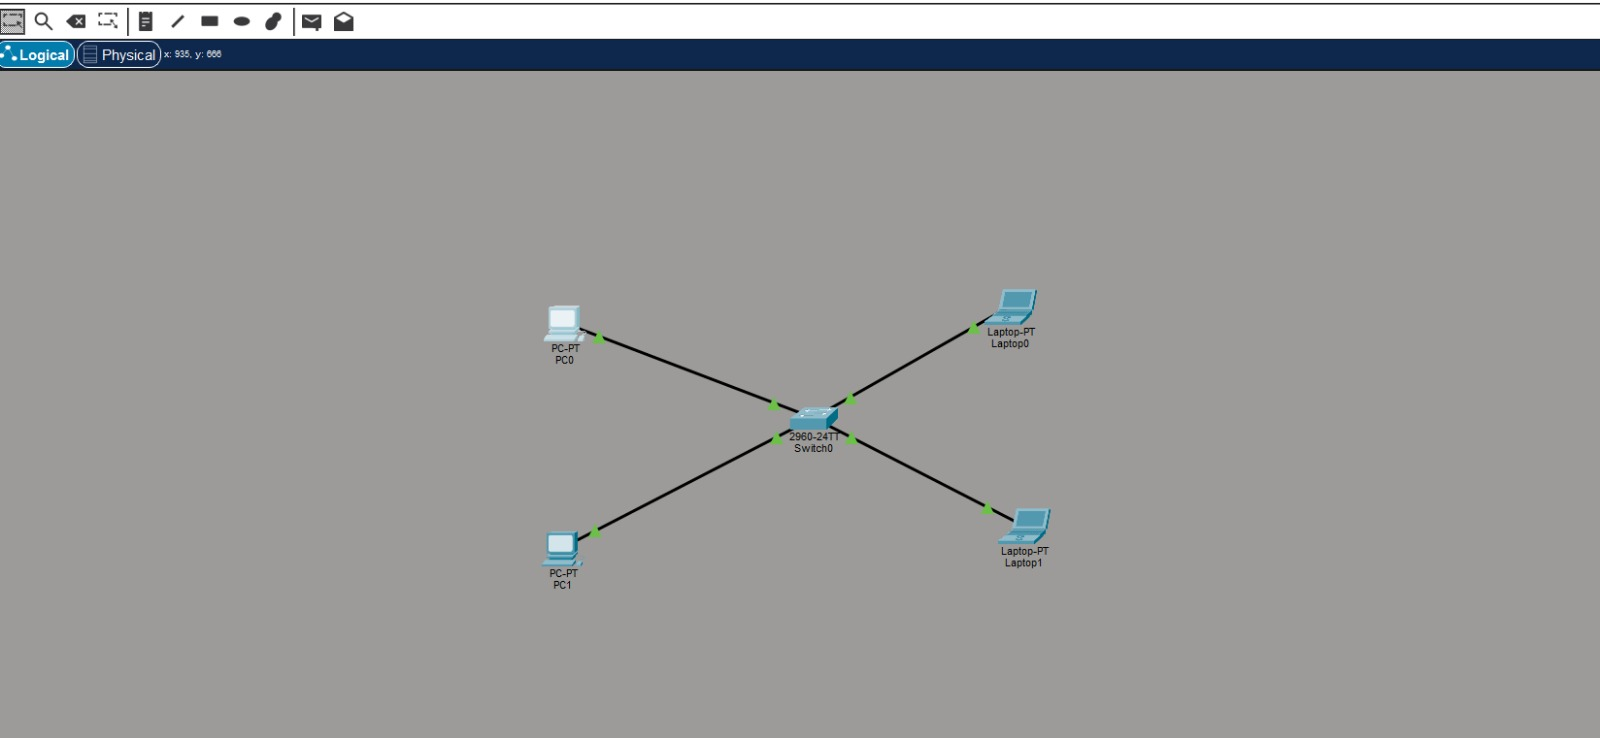 Logical Physical x: 935, y: 666
Laptop-PT
Laptop0
PC-PT
PC0
2960-24TT
Switch0
Laptop-PT
Laptop1
PC-PT
PC1